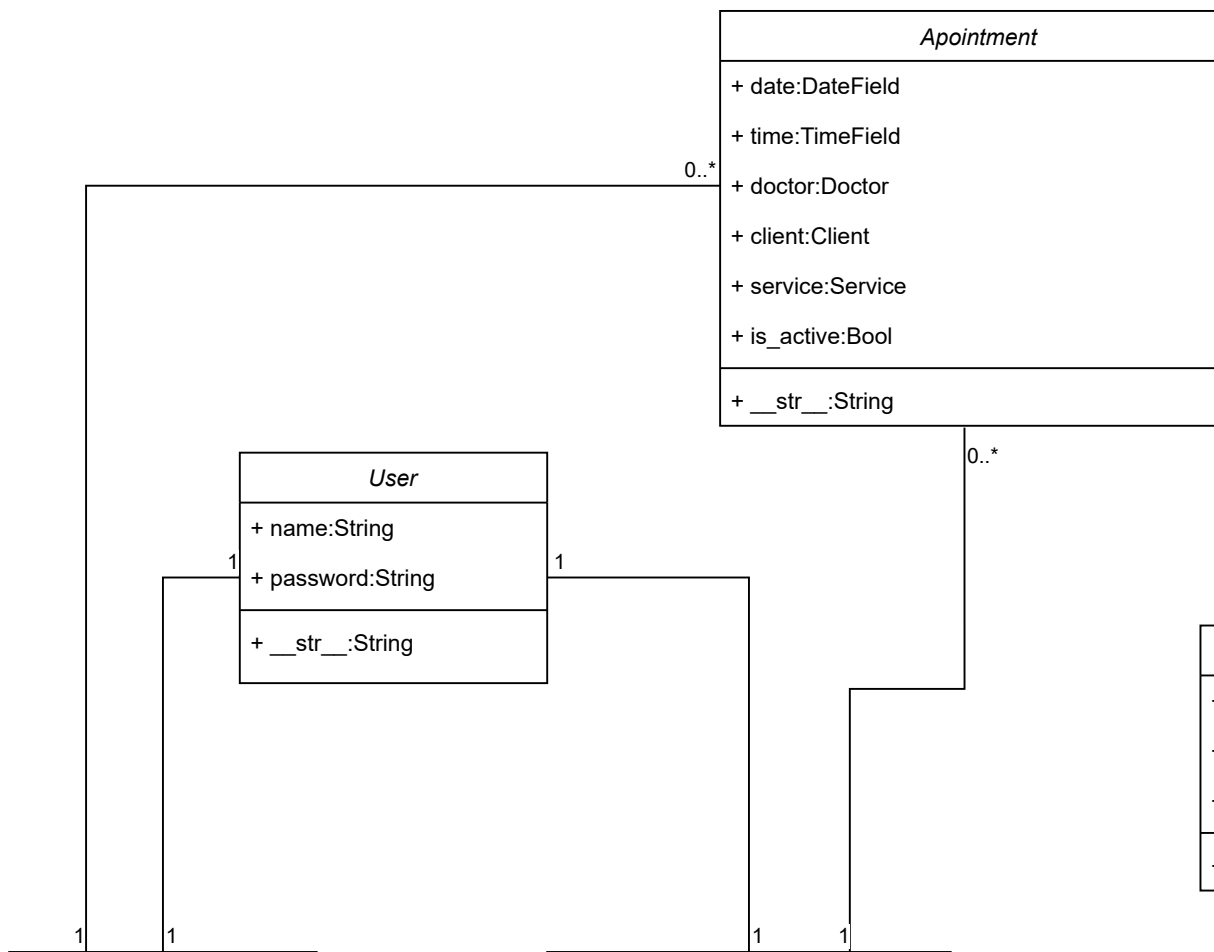 Apointment
+ date:DateField
+ time:TimeField
0..*
+ doctor:Doctor
+ client:Client
+ service:Service
+ is_active:Bool
+ __str__:String
0..*
User
+ name:String
1
1
+ password:String
+ __str__:String
1
1
1
1